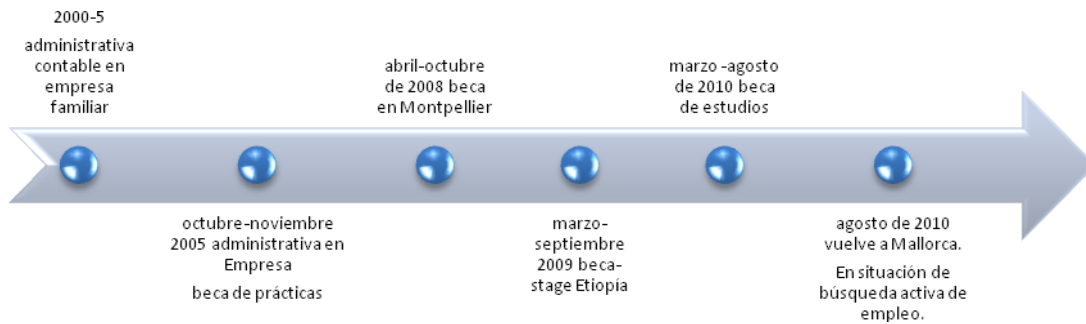 2000-5
administrativa
contable en
empresa
familiar
octubre-noviembre
2005 administrativa en
Empresa
beca de prácticas
abril-octubre
de 2008 beca
en Montpellier
marzo-
septiembre
2009 beca-
stage Etiopía
marzo -agosto
de 2010 beca
de estudios
agosto de 2010
vuelve a Mallorca.
En situación de
búsqueda activa de
empleo.